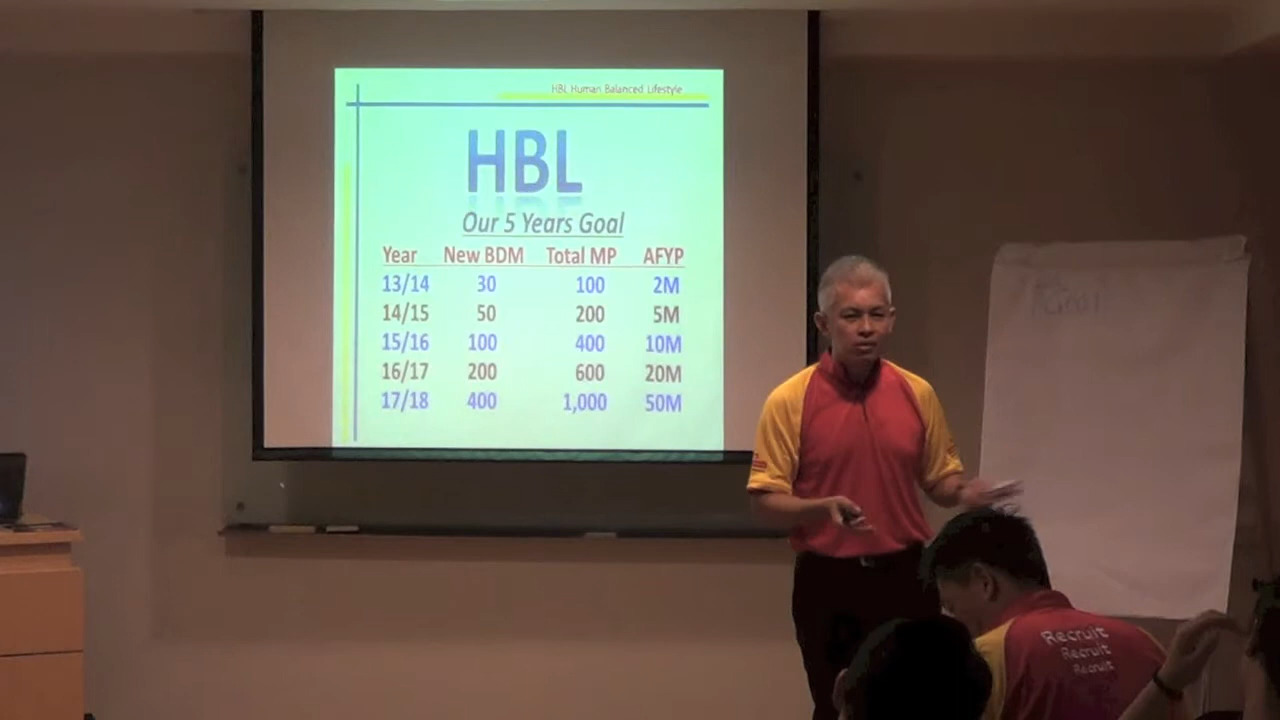 HBL Human Balanced Lifestyle
HBL
Our 5 Years Goal
Year New BDM Total MP AFYP
13/14 30 100 2M
14/15 50 200 5M
15/16 100 400 10M
16/17 200 600 20M
17/18 400 1,000 50M
Goal
Recruit
Recruit
Recruit